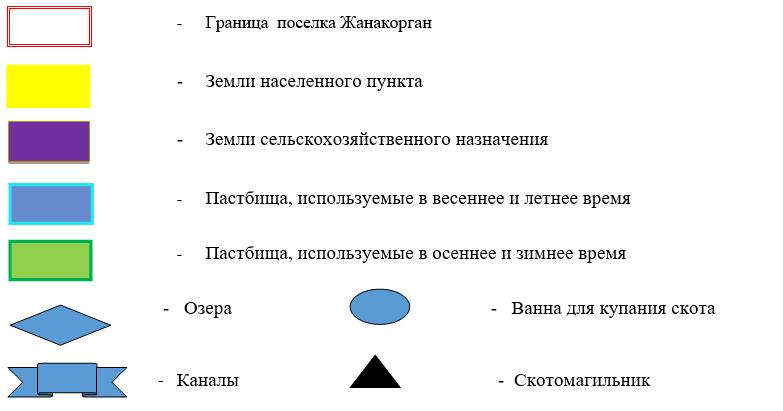 - Граница поселка Жанакорган
- Земли населенного пункта
- Земли сельскохозяйственного назначения
- Пастбища, используемые в весеннее и летнее время
- Пастбища, используемые в осеннее и зимнее время
- Озера - Ванна для купания скота
- Каналы - Скотомагильник